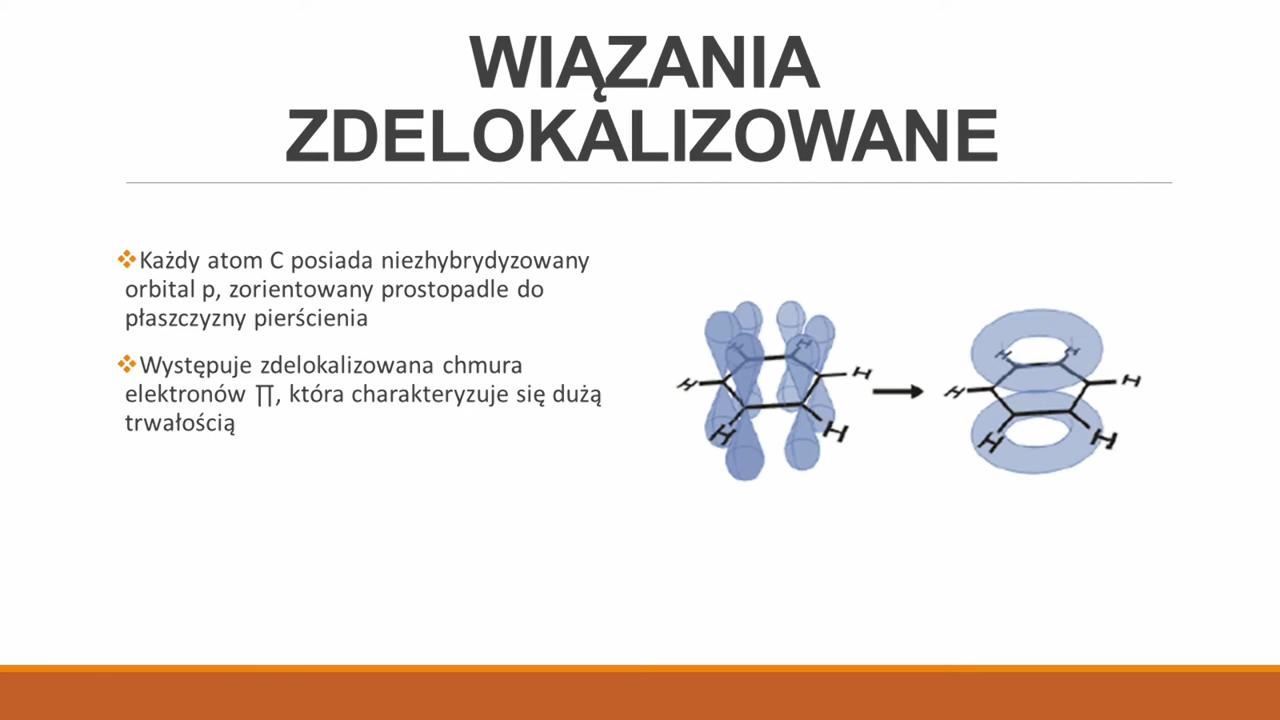 WIĄZANIA
ZDELOKALIZOWANE
❖Każdy atom C posiada niezhybrydyzowany
orbital p, zorientowany prostopadle do
płaszczyzny pierścienia
❖Występuje zdelokalizowana chmura
elektronów ∏, która charakteryzuje się dużą
trwałością
H H
H H
H H
H H
H H
H H